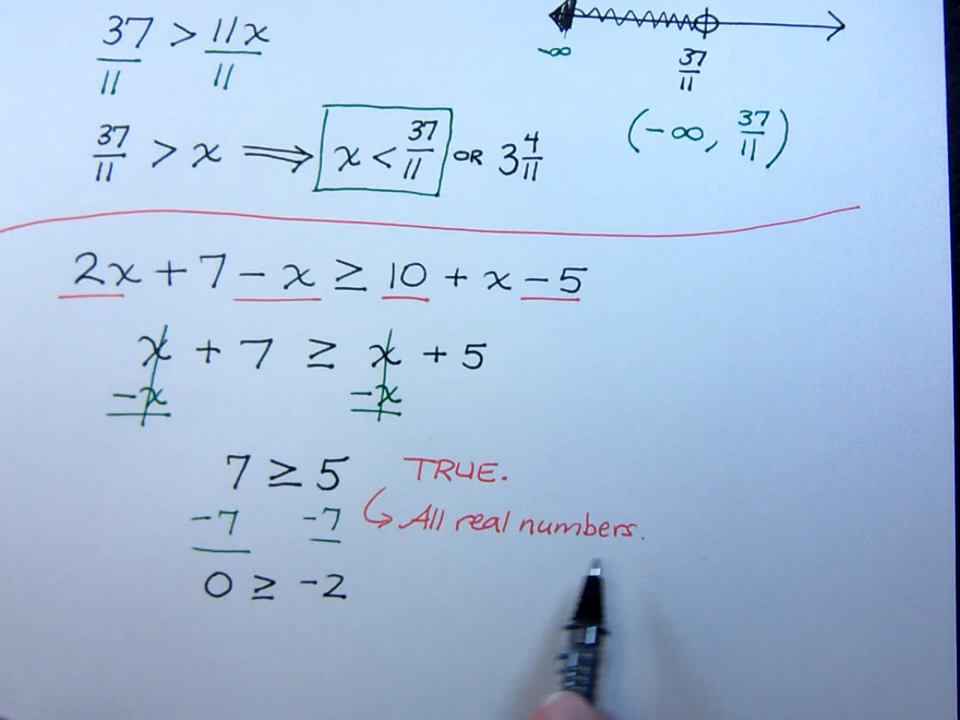 37 > 11x
11 11
-∞ 37/11
37/11 > x ⟹ x < 37/11 OR 3 4/11
(-∞, 37/11)
2x + 7 - x ≥ 10 + x - 5
x + 7 ≥ x + 5
-x -x
7 ≥ 5 TRUE.
-7 -7 All real numbers.
0 ≥ -2